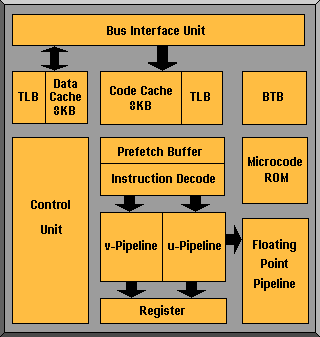 Bus Interface Unit
TLB
Data
Cache
8KB
Code Cache
8KB
TLB
BTB
Control
Unit
Prefetch Buffer
Instruction Decode
Microcode
ROM
v-Pipeline
u-Pipeline
Floating
Point
Pipeline
Register